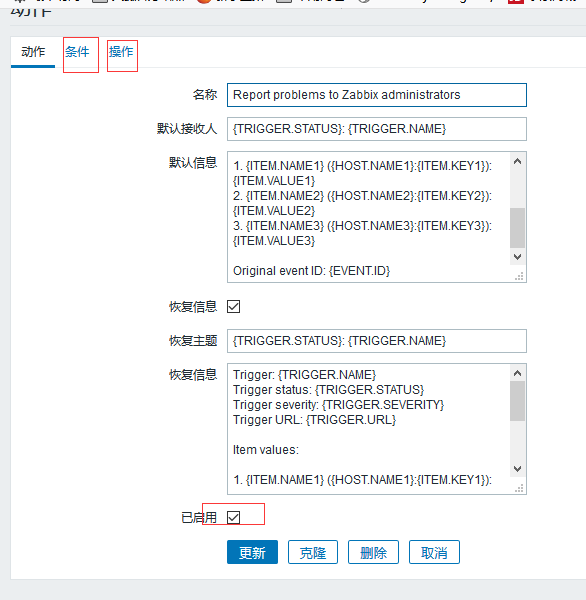 动作
动作 条件 操作
名称 Report problems to Zabbix administrators
默认接收人 {TRIGGER.STATUS}: {TRIGGER.NAME}
默认信息 1. {ITEM.NAME1} ({HOST.NAME1}:{ITEM.KEY1}):
{ITEM.VALUE1}
2. {ITEM.NAME2} ({HOST.NAME2}:{ITEM.KEY2}):
{ITEM.VALUE2}
3. {ITEM.NAME3} ({HOST.NAME3}:{ITEM.KEY3}):
{ITEM.VALUE3}
Original event ID: {EVENT.ID}
恢复信息
恢复主题 {TRIGGER.STATUS}: {TRIGGER.NAME}
恢复信息 Trigger: {TRIGGER.NAME}
Trigger status: {TRIGGER.STATUS}
Trigger severity: {TRIGGER.SEVERITY}
Trigger URL: {TRIGGER.URL}
Item values:
1. {ITEM.NAME1} ({HOST.NAME1}:{ITEM.KEY1}):
已启用
更新 克隆 删除 取消